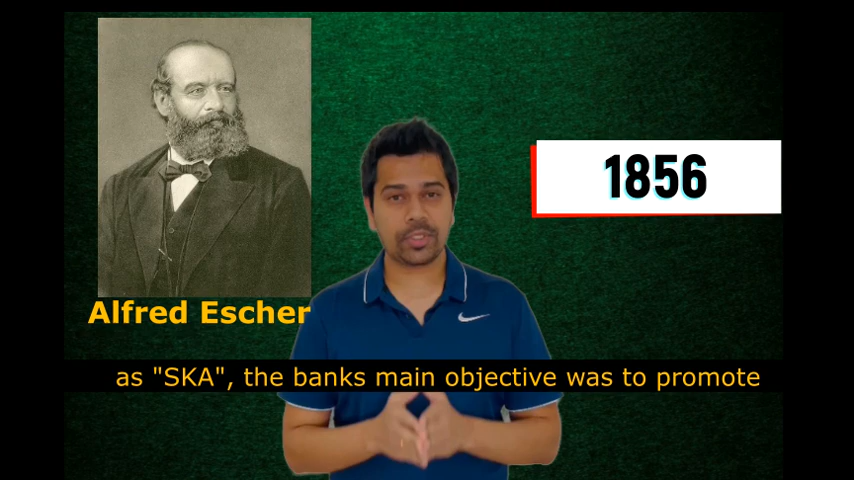 1856
Alfred Escher
as "SKA", the banks main objective was to promote